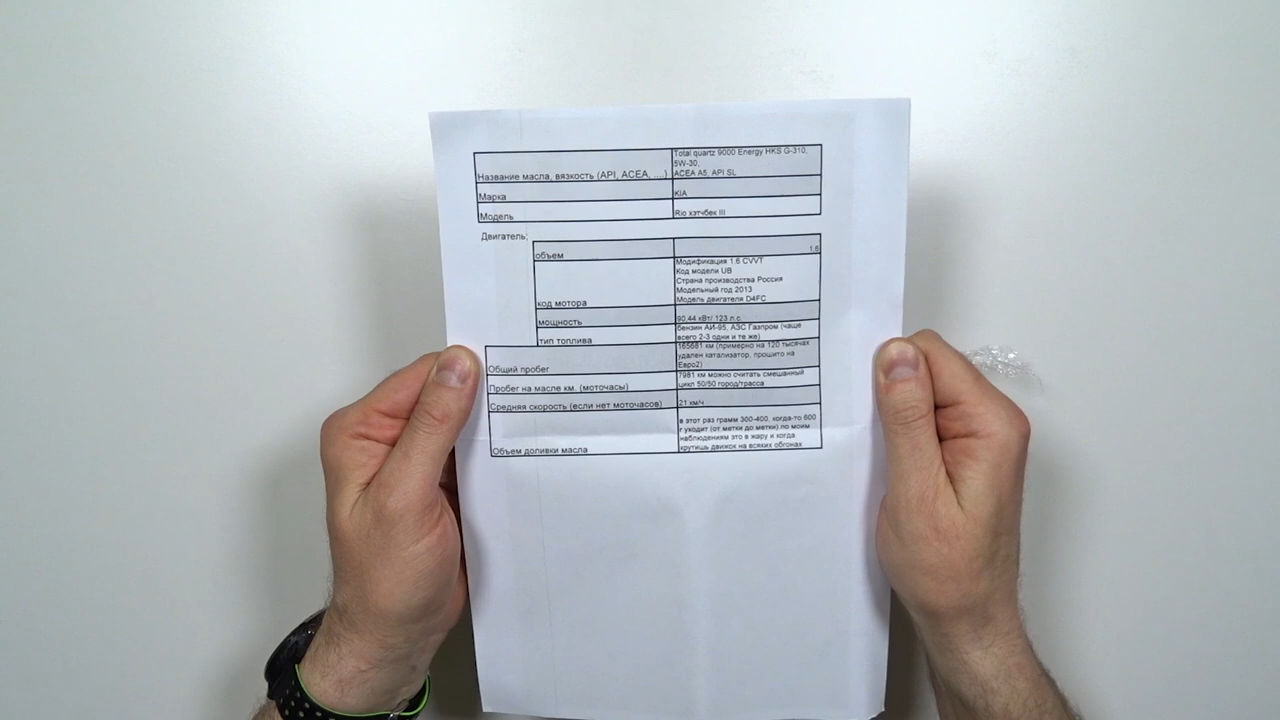 Название масла, вязкость (API, ACEA, ....)
Total quartz 9000 Energy HKS G-310,
5W-30,
ACEA A5, API SL
Марка
KIA
Модель
Rio хэтчбек III
Двигатель:
объем
1.6
код мотора
Модификация 1.6 CVVT
Код модели UB
Страна производства Россия
Модельный год 2013
Модель двигателя D4FC
мощность
90,44 кВт/ 123 л.с.
тип топлива
бензин АИ-95, АЗС Газпром (чаще
всего 2-3 одни и те же)
Общий пробег
165681 км (примерно на 120 тысячах
удален катализатор, прошито на
Евро2)
Пробег на масле км. (моточасы)
7981 км можно считать смешанный
цикл 50/50 город/трасса
Средняя скорость (если нет моточасов)
21 км/ч
Объем доливки масла
в этот раз грамм 300-400, когда-то 600
г уходит (от метки до метки) по моим
наблюдениям это в жару и когда
крутишь движок на всяких обгонах